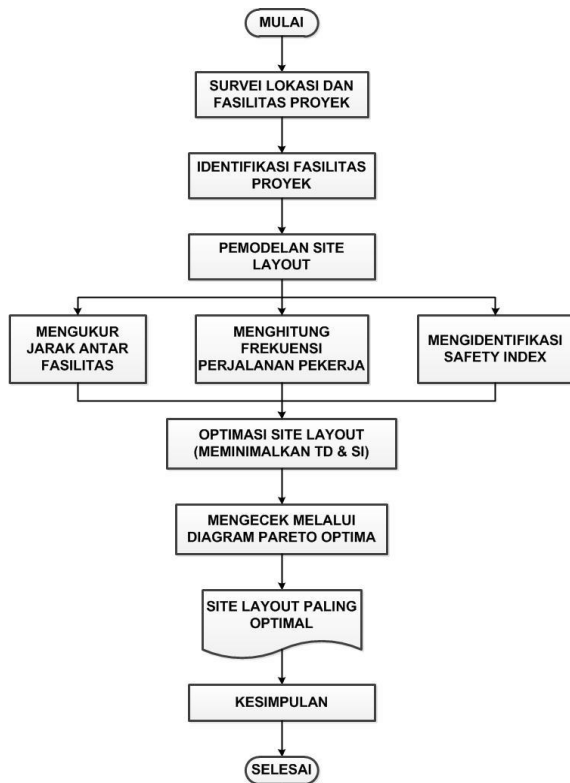 MULAI
SURVEI LOKASI DAN
FASILITAS PROYEK
IDENTIFIKASI FASILITAS
PROYEK
PEMODELAN SITE
LAYOUT
MENGUKUR
JARAK ANTAR
FASILITAS
MENGHITUNG
FREKUENSI
PERJALANAN PEKERJA
MENGIDENTIFIKASI
SAFETY INDEX
OPTIMASI SITE LAYOUT
(MEMINIMALKAN TD & SI)
MENGECEK MELALUI
DIAGRAM PARETO OPTIMA
SITE LAYOUT PALING
OPTIMAL
KESIMPULAN
SELESAI